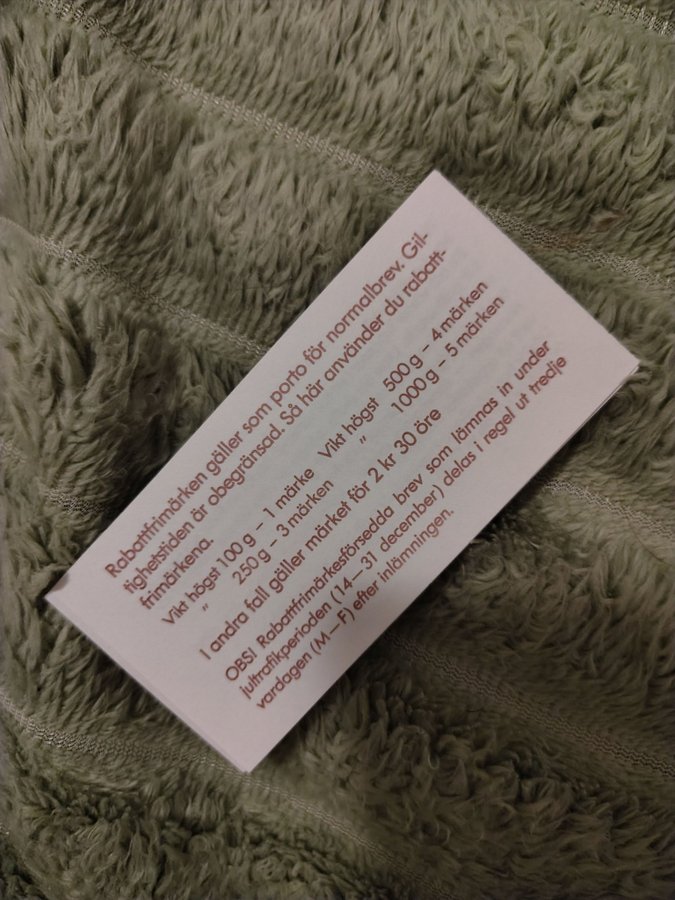 Rabattfrimärken gäller som porto för normalbrev. Gil-
tighetstiden är obegränsad. Så här använder du rabatt-
frimärkena.
Vikt högst 100 g – 1 märke Vikt högst 500 g – 4 märken
„ 250 g – 3 märken „ 1000 g – 5 märken
I andra fall gäller märket för 2 kr 30 öre
OBS! Rabattfrimärkesförsedda brev som lämnas in under
jultrafikperioden (14—31 december) delas i regel ut tredje
vardagen (M—F) efter inlämningen.